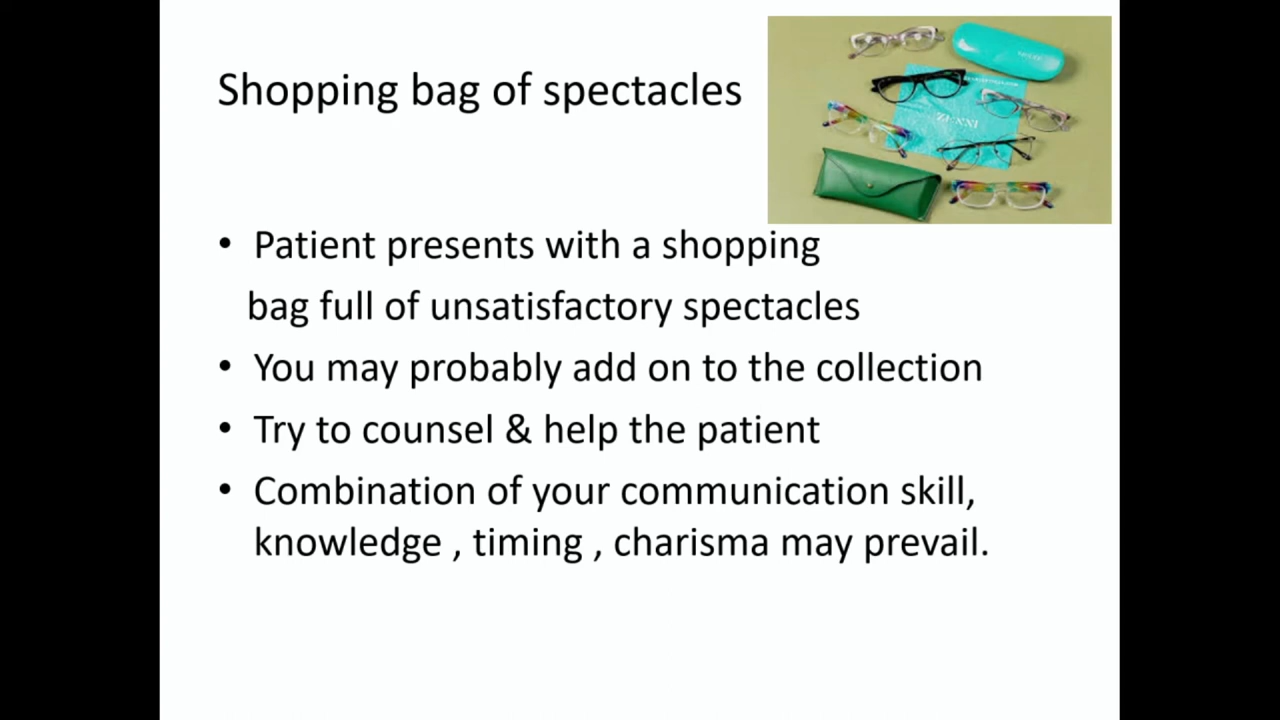 Shopping bag of spectacles
ZENNI
• Patient presents with a shopping
bag full of unsatisfactory spectacles
• You may probably add on to the collection
• Try to counsel & help the patient
• Combination of your communication skill,
knowledge , timing , charisma may prevail.